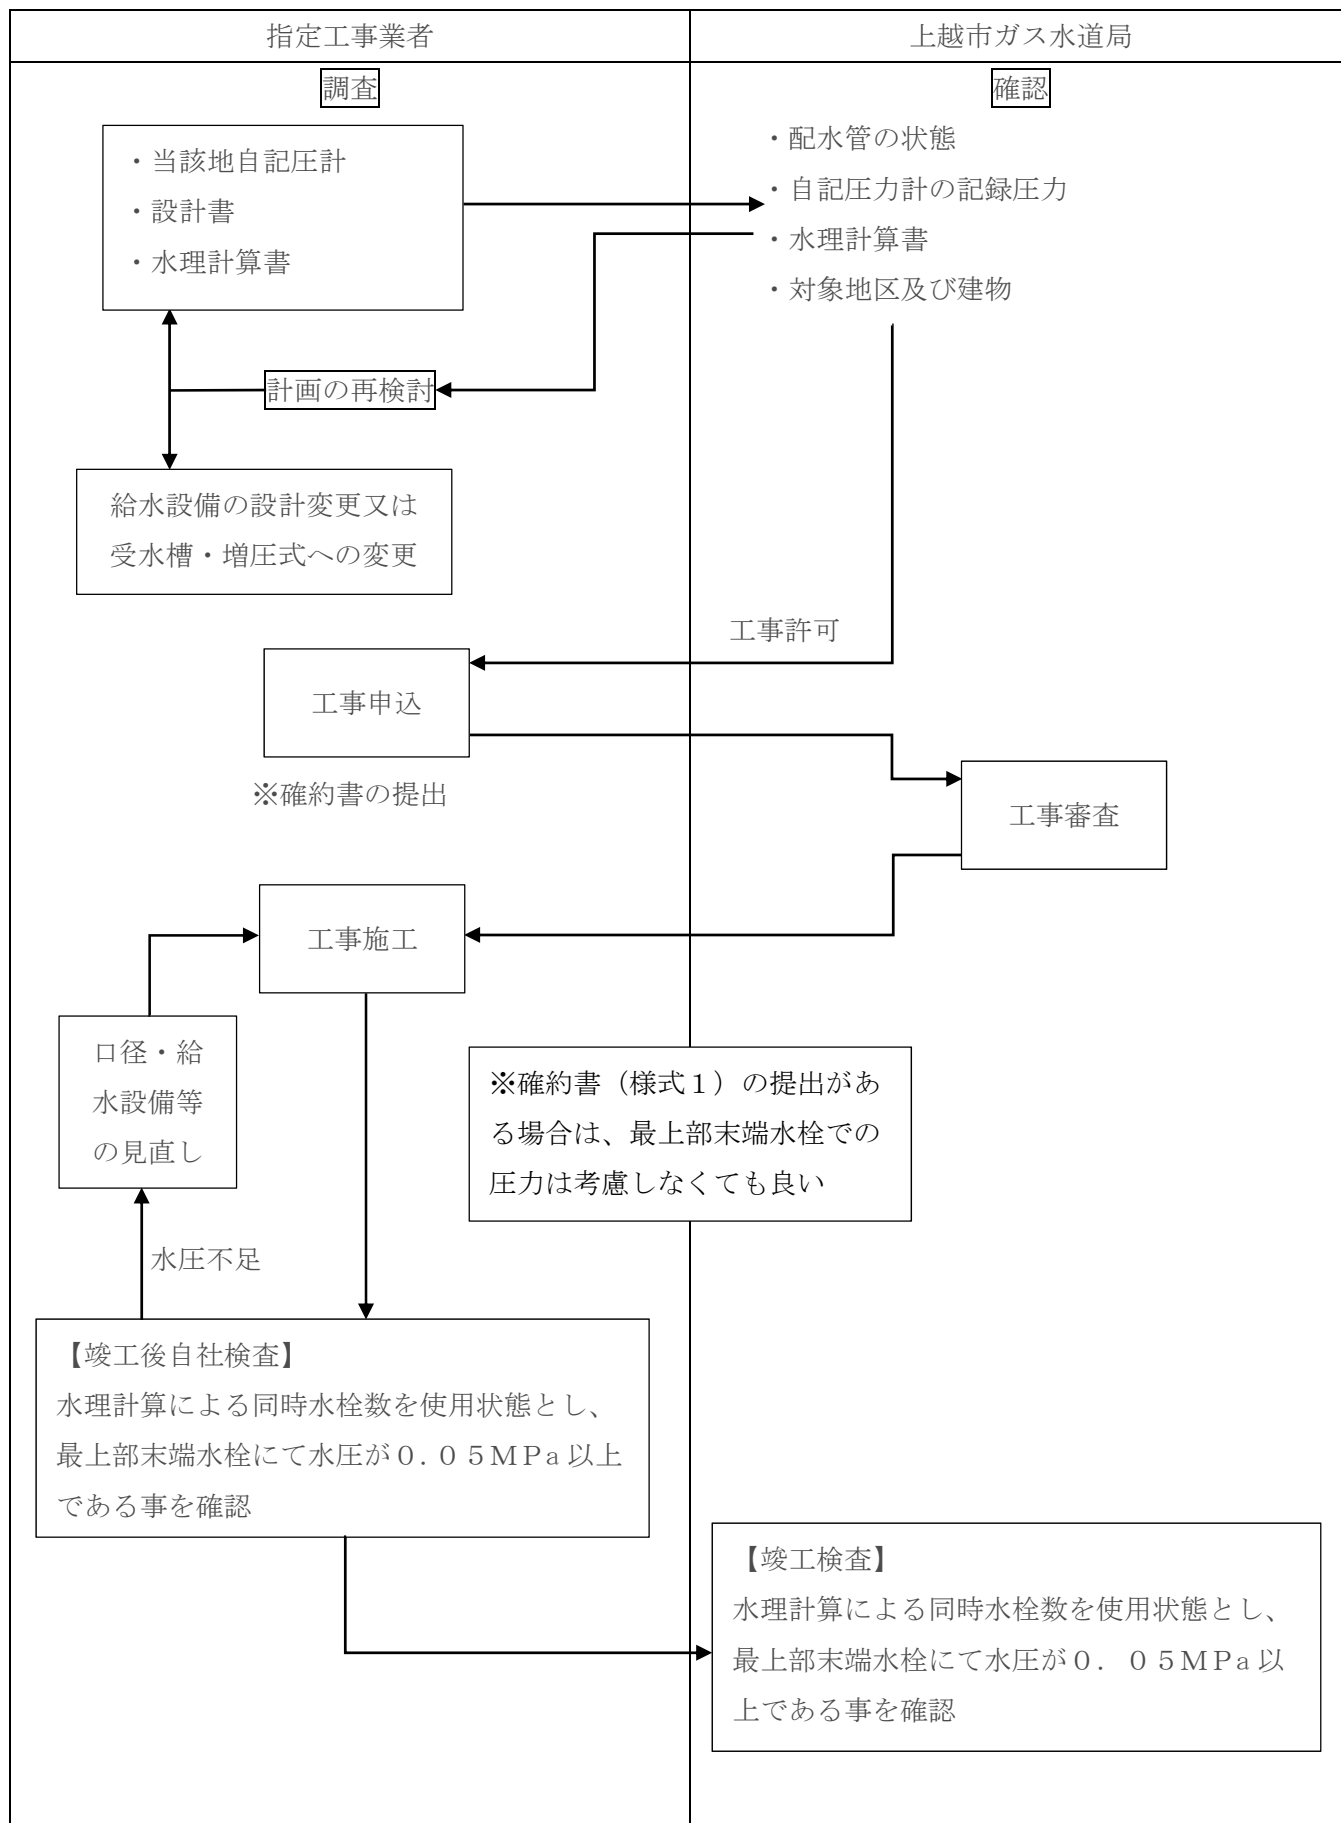 指定工事業者
上越市ガス水道局
調査
確認
・当該地自記圧計
・設計書
・水理計算書
・配水管の状態
・自記圧力計の記録圧力
・水理計算書
・対象地区及び建物
計画の再検討
給水設備の設計変更又は
受水槽・増圧式への変更
工事許可
工事申込
※確約書の提出
工事審査
工事施工
口径・給
水設備等
の見直し
※確約書（様式１）の提出があ
る場合は、最上部末端水栓での
圧力は考慮しなくても良い
水圧不足
【竣工後自社検査】
水理計算による同時水栓数を使用状態とし、
最上部末端水栓にて水圧が０.０５ＭＰａ以上
である事を確認
【竣工検査】
水理計算による同時水栓数を使用状態とし、
最上部末端水栓にて水圧が０．０５ＭＰａ以
上である事を確認